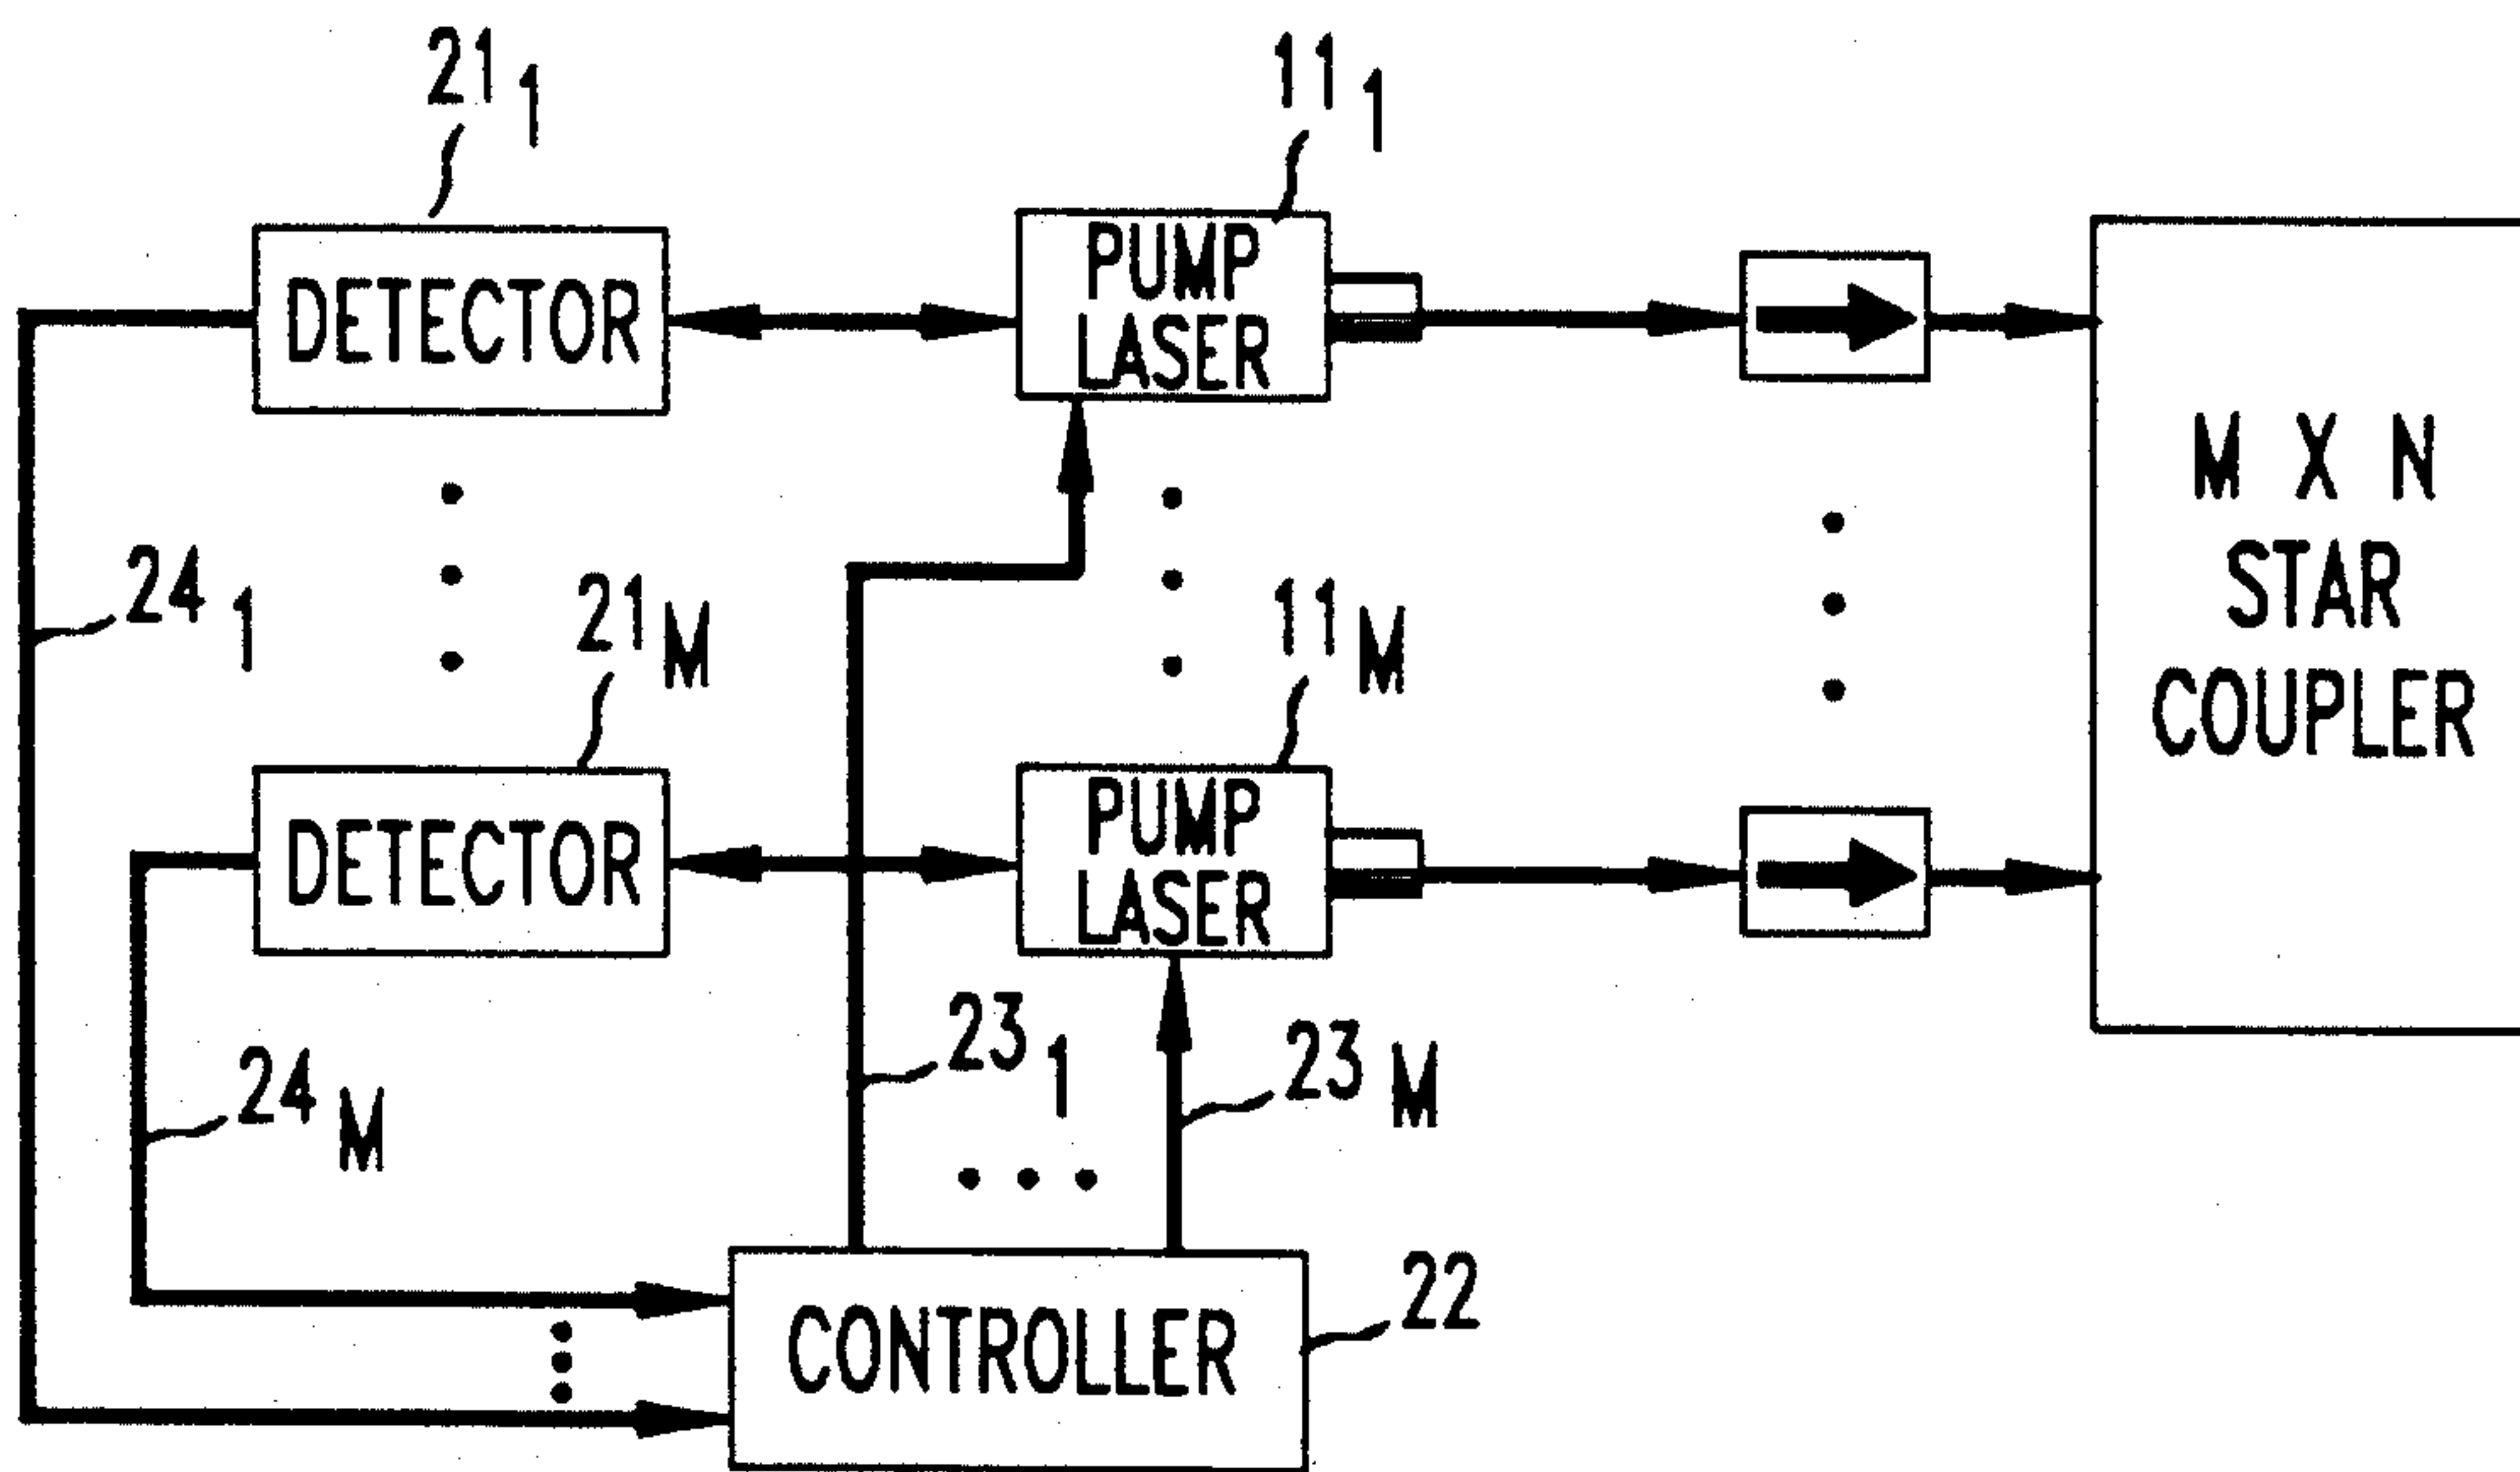 21 1
11 1
DETECTOR
PUMP
LASER
M X N
STAR
COUPLER
24 1
21 M
11 M
DETECTOR
PUMP
LASER
23 1
23 M
24 M
CONTROLLER
22